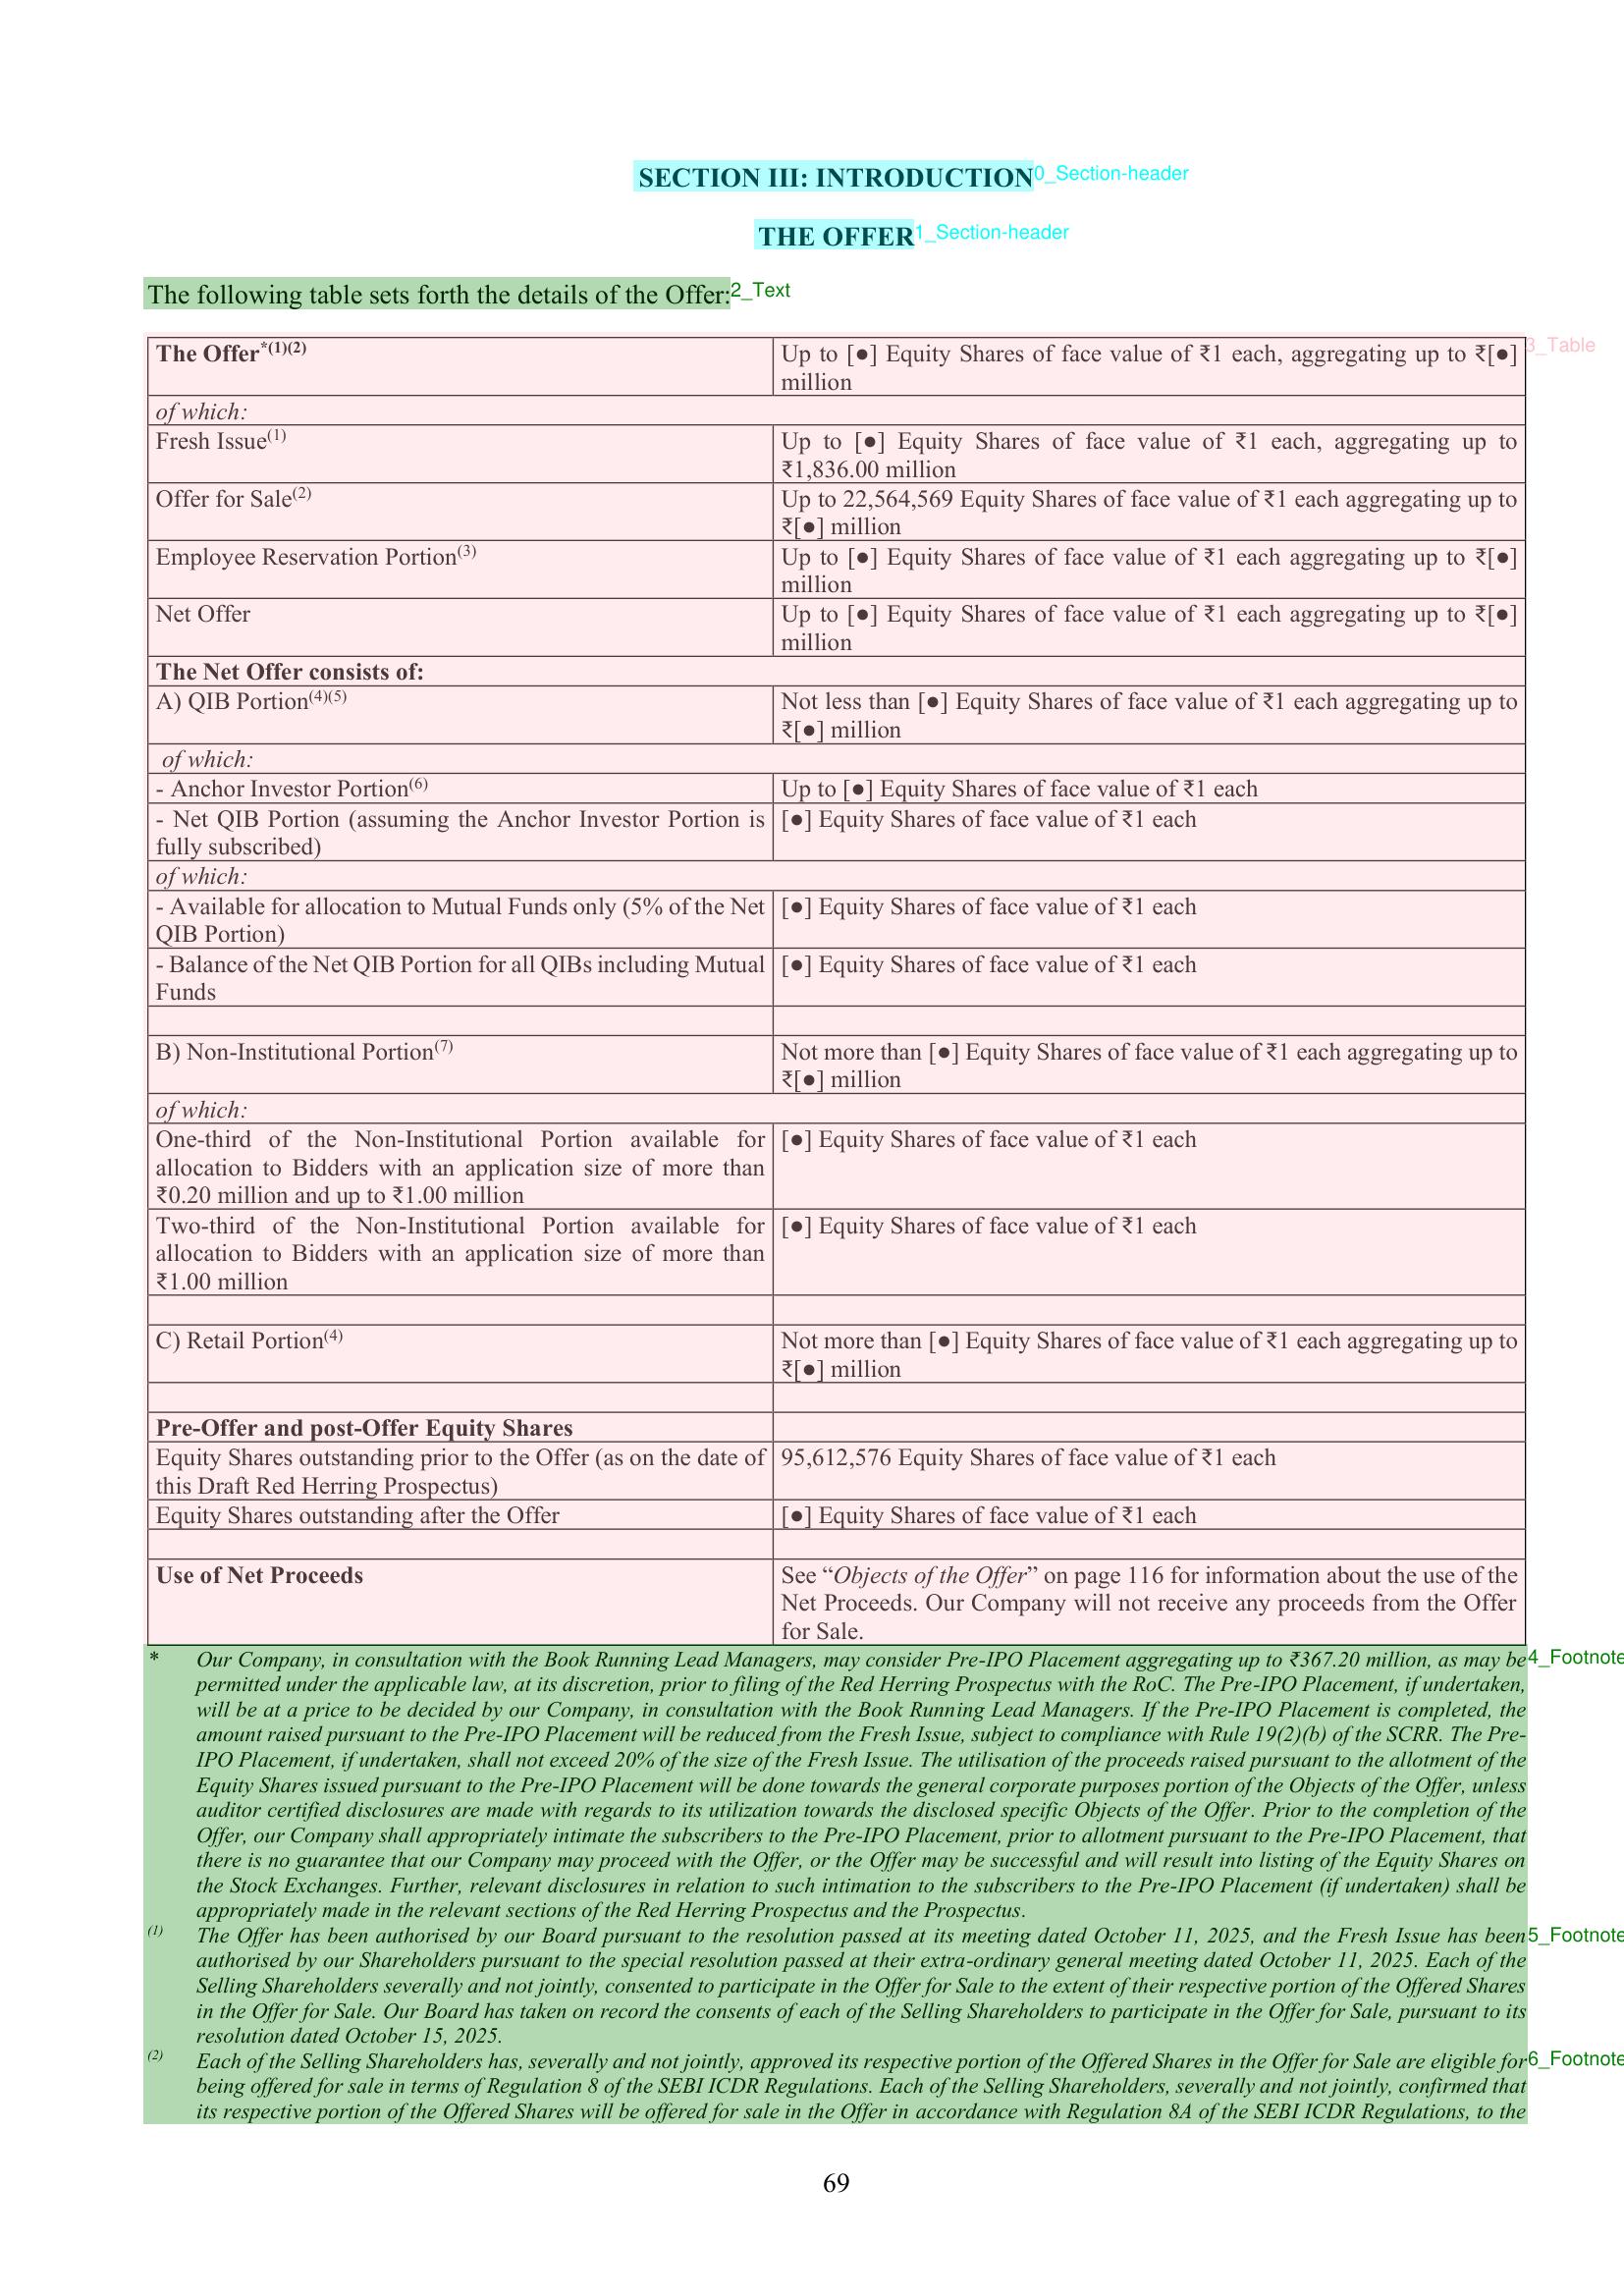 SECTION III: INTRODUCTION 0_Section-header
THE OFFER 1_Section-header
The following table sets forth the details of the Offer: 2_Text
3_Table
The Offer*(1)(2) Up to [●] Equity Shares of face value of ₹1 each, aggregating up to ₹[●]
million
of which:
Fresh Issue(1) Up to [●] Equity Shares of face value of ₹1 each, aggregating up to
₹1,836.00 million
Offer for Sale(2) Up to 22,564,569 Equity Shares of face value of ₹1 each aggregating up to
₹[●] million
Employee Reservation Portion(3) Up to [●] Equity Shares of face value of ₹1 each aggregating up to ₹[●]
million
Net Offer Up to [●] Equity Shares of face value of ₹1 each aggregating up to ₹[●]
million
The Net Offer consists of:
A) QIB Portion(4)(5) Not less than [●] Equity Shares of face value of ₹1 each aggregating up to
₹[●] million
of which:
- Anchor Investor Portion(6) Up to [●] Equity Shares of face value of ₹1 each
- Net QIB Portion (assuming the Anchor Investor Portion is [●] Equity Shares of face value of ₹1 each
fully subscribed)
of which:
- Available for allocation to Mutual Funds only (5% of the Net [●] Equity Shares of face value of ₹1 each
QIB Portion)
- Balance of the Net QIB Portion for all QIBs including Mutual [●] Equity Shares of face value of ₹1 each
Funds
B) Non-Institutional Portion(7) Not more than [●] Equity Shares of face value of ₹1 each aggregating up to
₹[●] million
of which:
One-third of the Non-Institutional Portion available for [●] Equity Shares of face value of ₹1 each
allocation to Bidders with an application size of more than
₹0.20 million and up to ₹1.00 million
Two-third of the Non-Institutional Portion available for [●] Equity Shares of face value of ₹1 each
allocation to Bidders with an application size of more than
₹1.00 million
C) Retail Portion(4) Not more than [●] Equity Shares of face value of ₹1 each aggregating up to
₹[●] million
Pre-Offer and post-Offer Equity Shares
Equity Shares outstanding prior to the Offer (as on the date of 95,612,576 Equity Shares of face value of ₹1 each
this Draft Red Herring Prospectus)
Equity Shares outstanding after the Offer [●] Equity Shares of face value of ₹1 each
Use of Net Proceeds See “Objects of the Offer” on page 116 for information about the use of the
Net Proceeds. Our Company will not receive any proceeds from the Offer
for Sale.
* Our Company, in consultation with the Book Running Lead Managers, may consider Pre-IPO Placement aggregating up to ₹367.20 million, as may be 4_Footnote
permitted under the applicable law, at its discretion, prior to filing of the Red Herring Prospectus with the RoC. The Pre-IPO Placement, if undertaken,
will be at a price to be decided by our Company, in consultation with the Book Running Lead Managers. If the Pre-IPO Placement is completed, the
amount raised pursuant to the Pre-IPO Placement will be reduced from the Fresh Issue, subject to compliance with Rule 19(2)(b) of the SCRR. The Pre-
IPO Placement, if undertaken, shall not exceed 20% of the size of the Fresh Issue. The utilisation of the proceeds raised pursuant to the allotment of the
Equity Shares issued pursuant to the Pre-IPO Placement will be done towards the general corporate purposes portion of the Objects of the Offer, unless
auditor certified disclosures are made with regards to its utilization towards the disclosed specific Objects of the Offer. Prior to the completion of the
Offer, our Company shall appropriately intimate the subscribers to the Pre-IPO Placement, prior to allotment pursuant to the Pre-IPO Placement, that
there is no guarantee that our Company may proceed with the Offer, or the Offer may be successful and will result into listing of the Equity Shares on
the Stock Exchanges. Further, relevant disclosures in relation to such intimation to the subscribers to the Pre-IPO Placement (if undertaken) shall be
appropriately made in the relevant sections of the Red Herring Prospectus and the Prospectus.
(1) The Offer has been authorised by our Board pursuant to the resolution passed at its meeting dated October 11, 2025, and the Fresh Issue has been 5_Footnote
authorised by our Shareholders pursuant to the special resolution passed at their extra-ordinary general meeting dated October 11, 2025. Each of the
Selling Shareholders severally and not jointly, consented to participate in the Offer for Sale to the extent of their respective portion of the Offered Shares
in the Offer for Sale. Our Board has taken on record the consents of each of the Selling Shareholders to participate in the Offer for Sale, pursuant to its
resolution dated October 15, 2025.
(2) Each of the Selling Shareholders has, severally and not jointly, approved its respective portion of the Offered Shares in the Offer for Sale are eligible for 6_Footnote
being offered for sale in terms of Regulation 8 of the SEBI ICDR Regulations. Each of the Selling Shareholders, severally and not jointly, confirmed that
its respective portion of the Offered Shares will be offered for sale in the Offer in accordance with Regulation 8A of the SEBI ICDR Regulations, to the
69